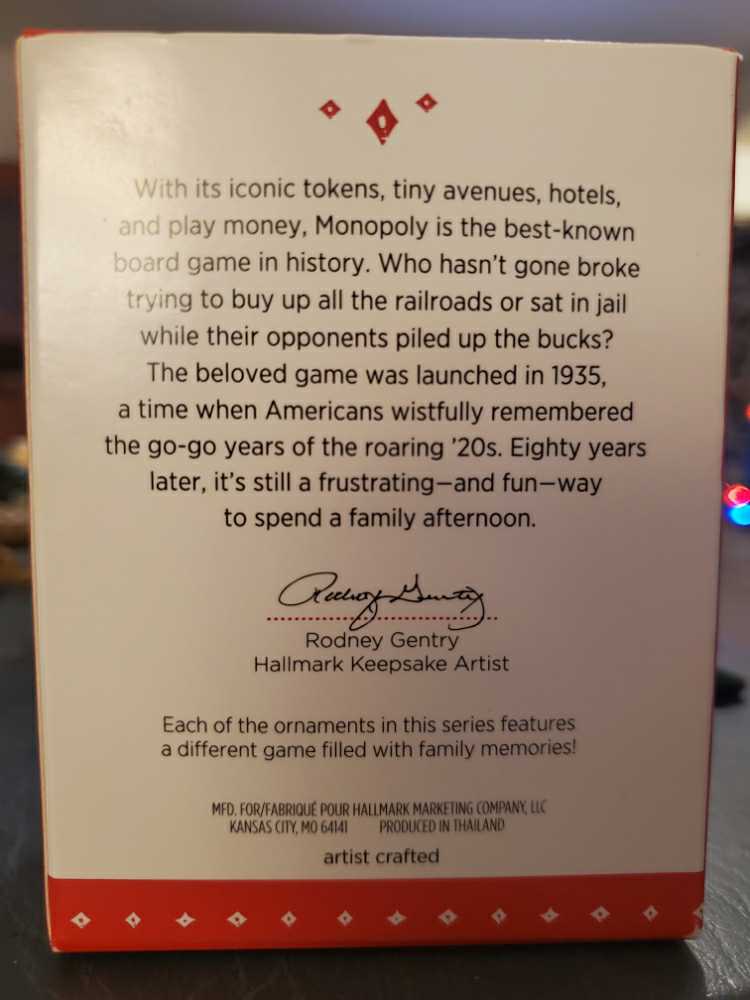 With its iconic tokens, tiny avenues, hotels,
and play money, Monopoly is the best-known
board game in history. Who hasn't gone broke
trying to buy up all the railroads or sat in jail
while their opponents piled up the bucks?
The beloved game was launched in 1935,
a time when Americans wistfully remembered
the go-go years of the roaring '20s. Eighty years
later, it's still a frustrating—and fun—way
to spend a family afternoon.
Rodney Gentry
Rodney Gentry
Hallmark Keepsake Artist
Each of the ornaments in this series features
a different game filled with family memories!
MFD. FOR/FABRIQUÉ POUR HALLMARK MARKETING COMPANY, LLC
KANSAS CITY, MO 64141 PRODUCED IN THAILAND
artist crafted